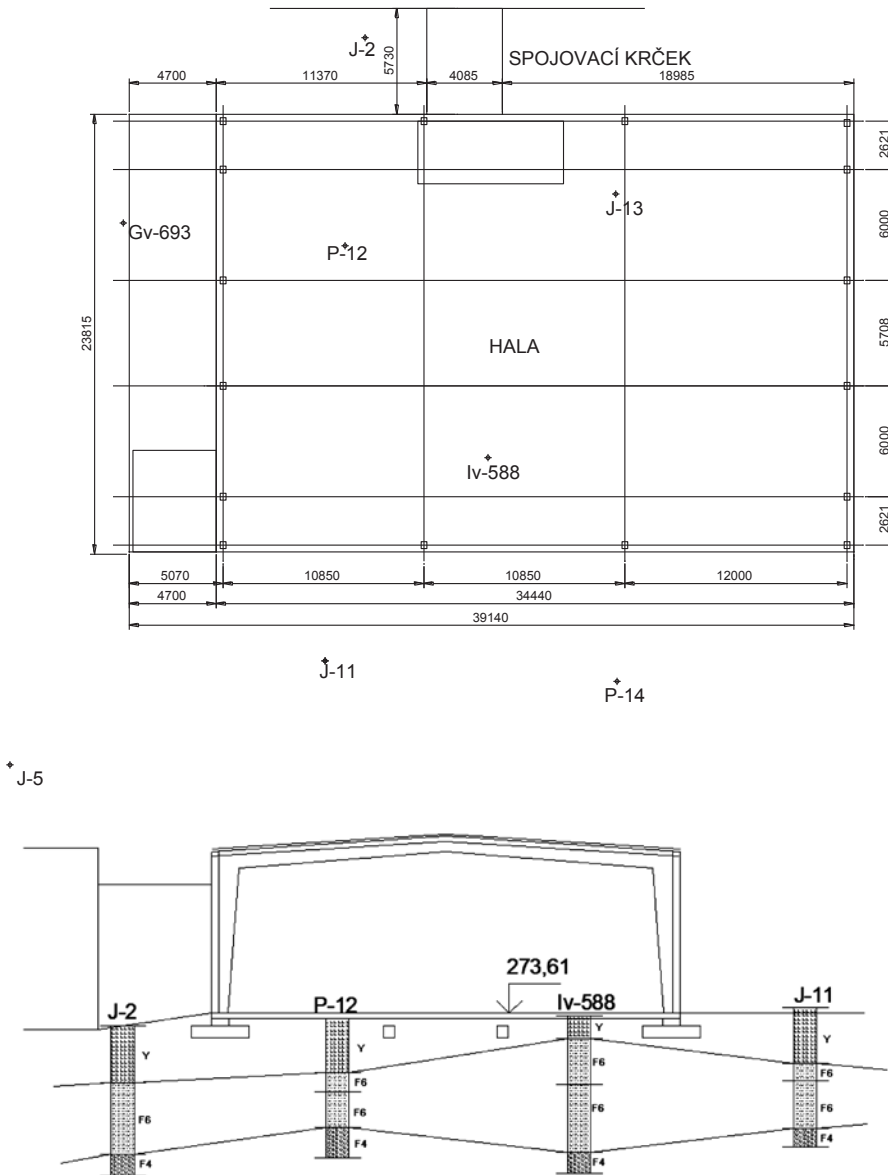 J-2
5730
SPOJOVACÍ KRČEK
4700
11370
4085
18985
2621
J-13
6000
Gv-693
P-12
5708
23815
HALA
6000
Iv-588
2621
5070
10850
10850
12000
4700
34440
39140
J-11
P-14
J-5
273,61
J-2
P-12
Iv-588
J-11
Y
Y
Y
Y
F6
F6
F6
F6
F6
F6
F6
F4
F4
F4
F4